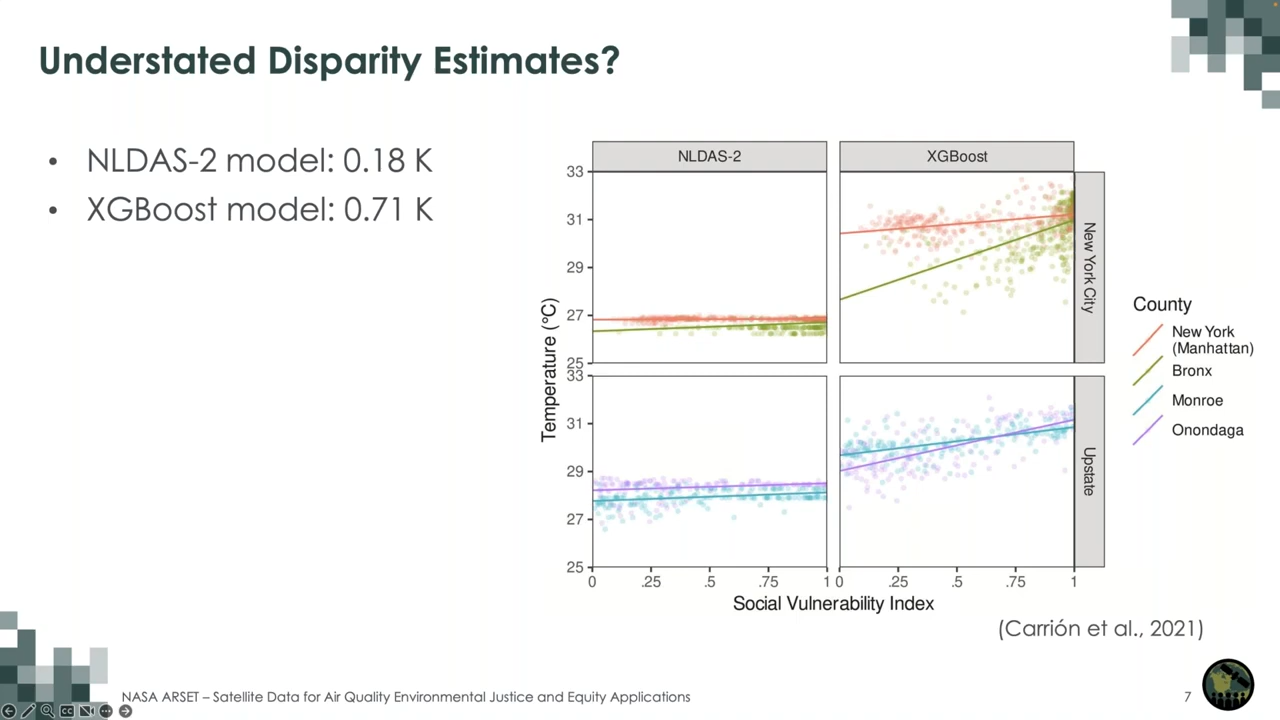 Understated Disparity Estimates?
• NLDAS-2 model: 0.18 K
• XGBoost model: 0.71 K
NLDAS-2
XGBoost
33
31
29
27
25
New York City
33
31
29
27
25
Upstate
Temperature (°C)
0 .25 .5 .75 1
0 .25 .5 .75 1
Social Vulnerability Index
County
New York
(Manhattan)
Bronx
Monroe
Onondaga
(Carrión et al., 2021)
NASA ARSET – Satellite Data for Air Quality Environmental Justice and Equity Applications
7